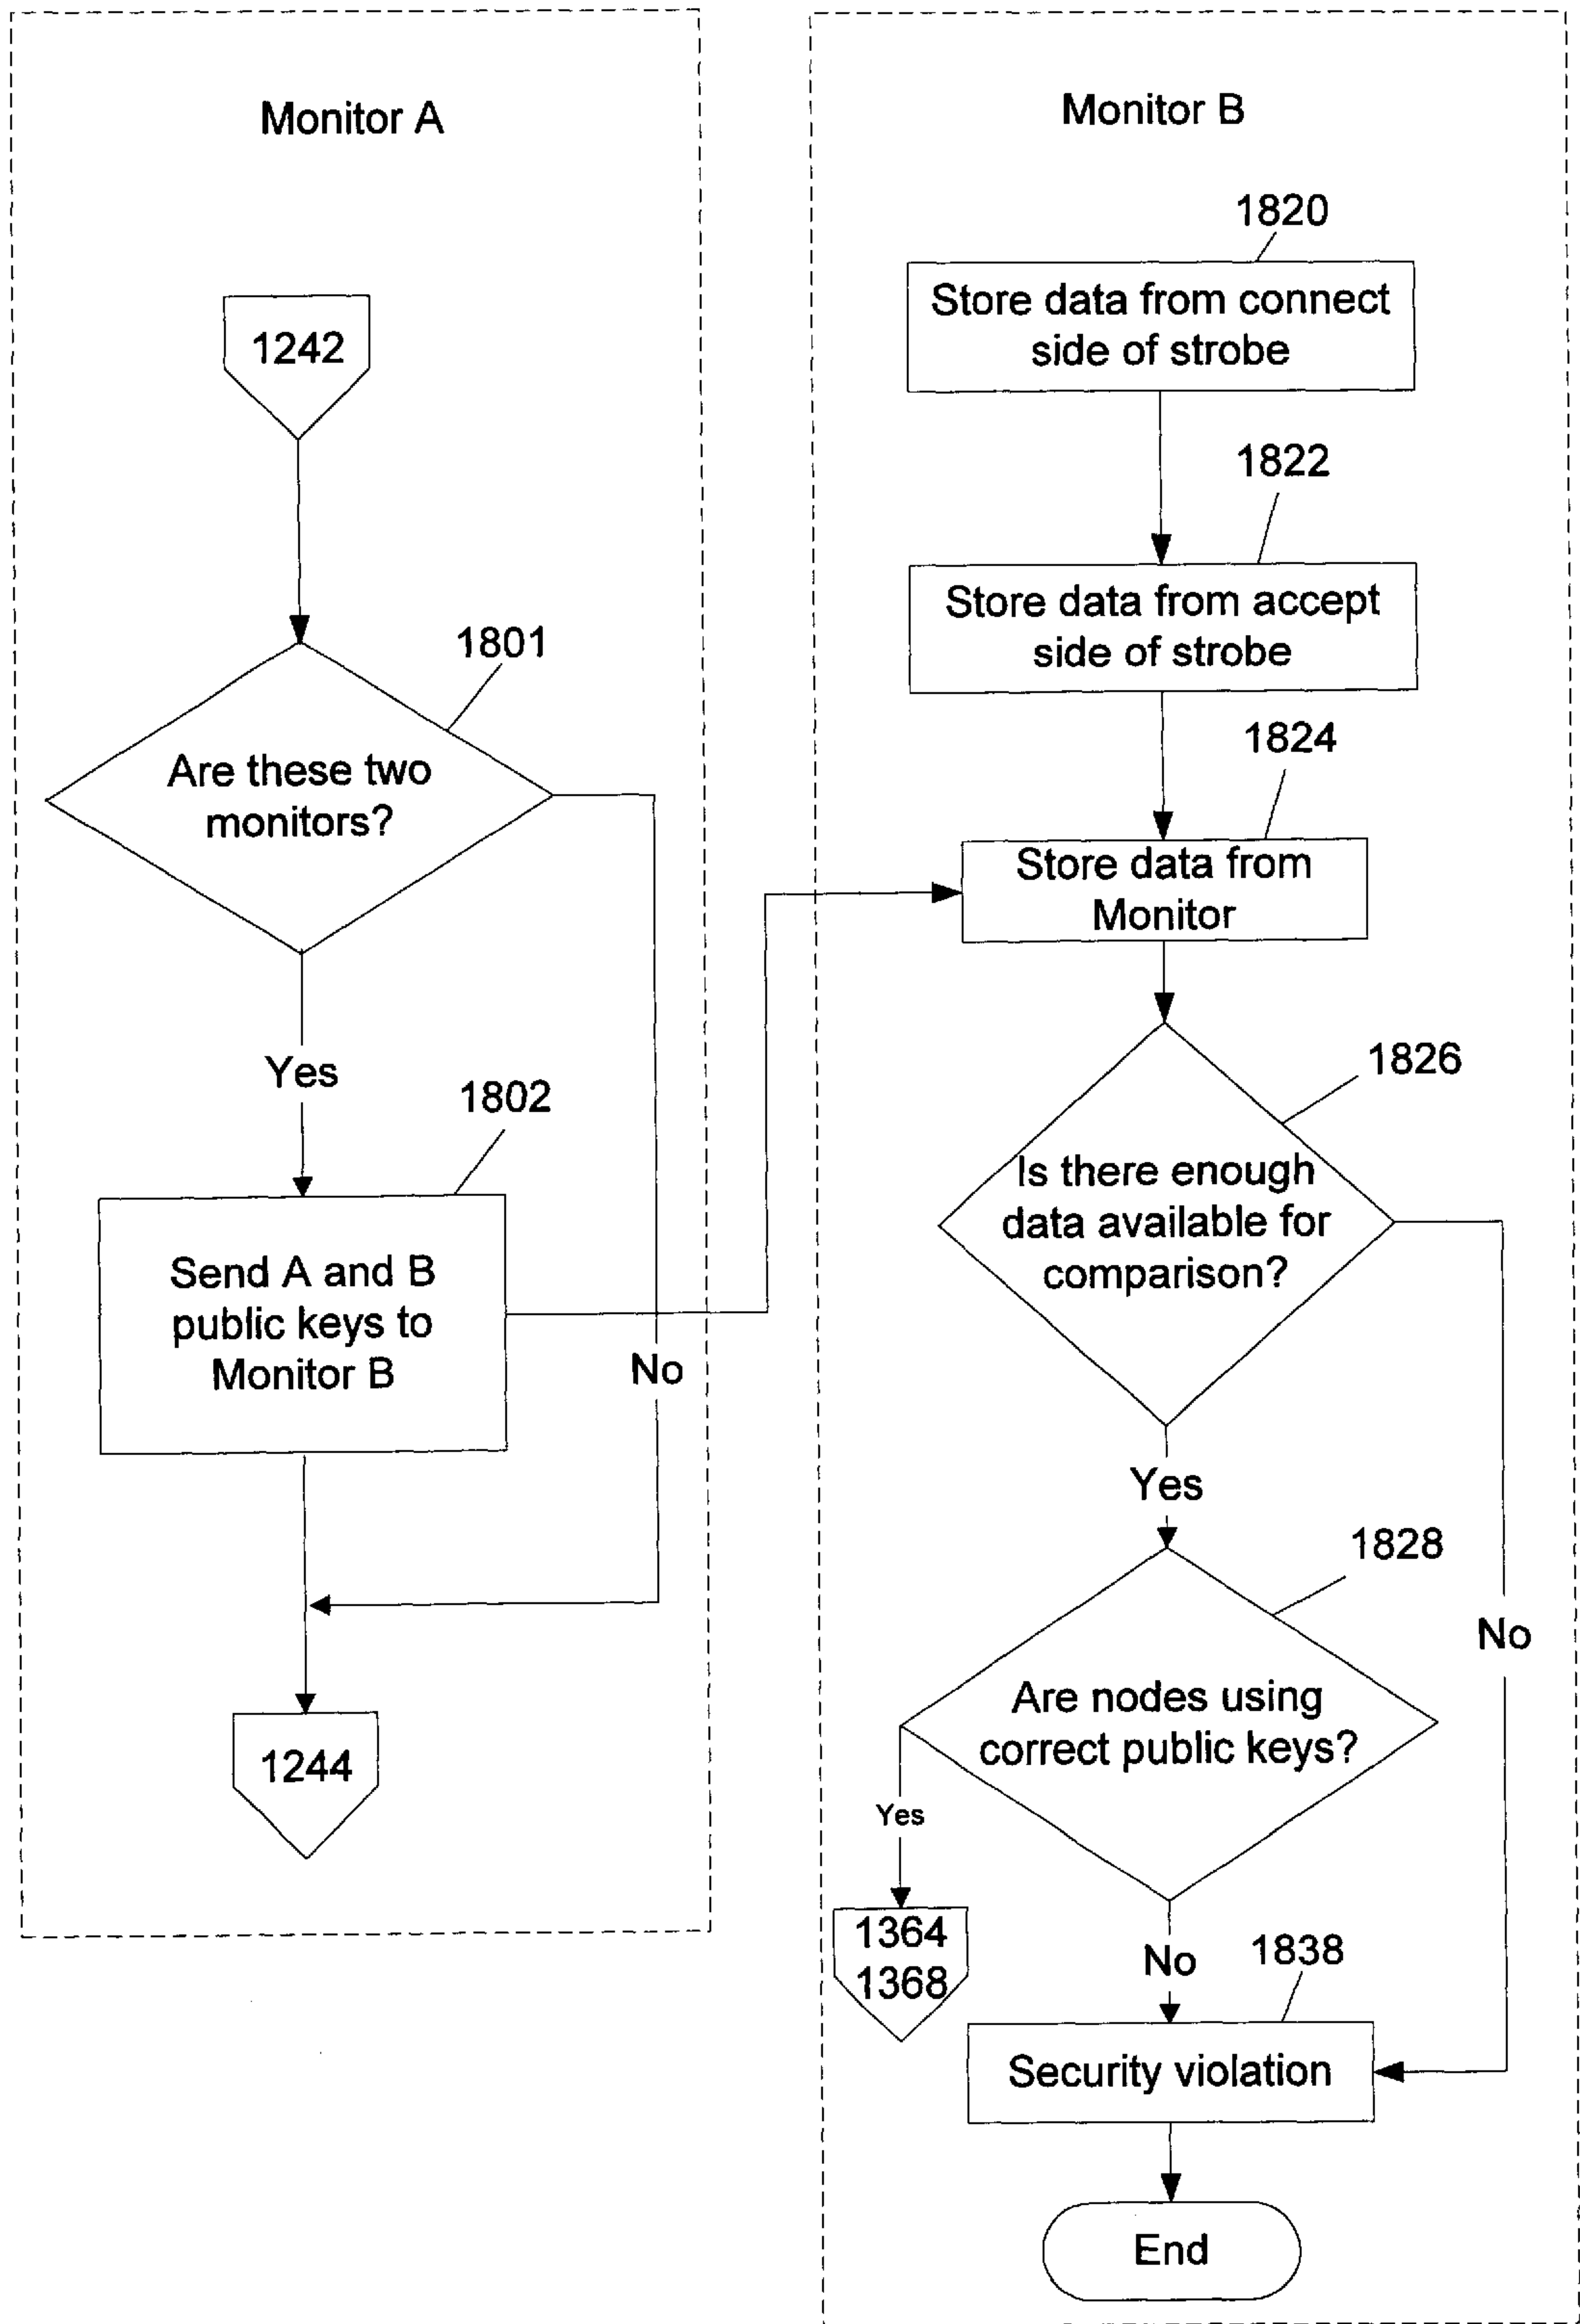 Monitor A
1242
1801
Are these two
monitors?
Yes
1802
Send A and B
public keys to
Monitor B
No
1244
Monitor B
1820
Store data from connect
side of strobe
1822
Store data from accept
side of strobe
1824
Store data from
Monitor
1826
Is there enough
data available for
comparison?
Yes
No
1828
Are nodes using
correct public keys?
Yes
1364
1368
No
1838
Security violation
End